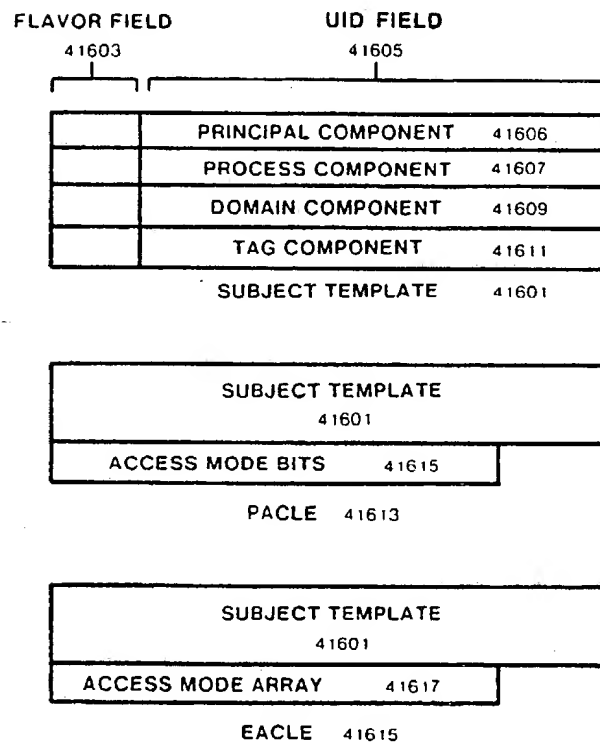 FLAVOR FIELD UID FIELD
41603 41605
PRINCIPAL COMPONENT 41606
PROCESS COMPONENT 41607
DOMAIN COMPONENT 41609
TAG COMPONENT 41611
SUBJECT TEMPLATE 41601
SUBJECT TEMPLATE
41601
ACCESS MODE BITS 41615
PACLE 41613
SUBJECT TEMPLATE
41601
ACCESS MODE ARRAY 41617
EACLE 41615